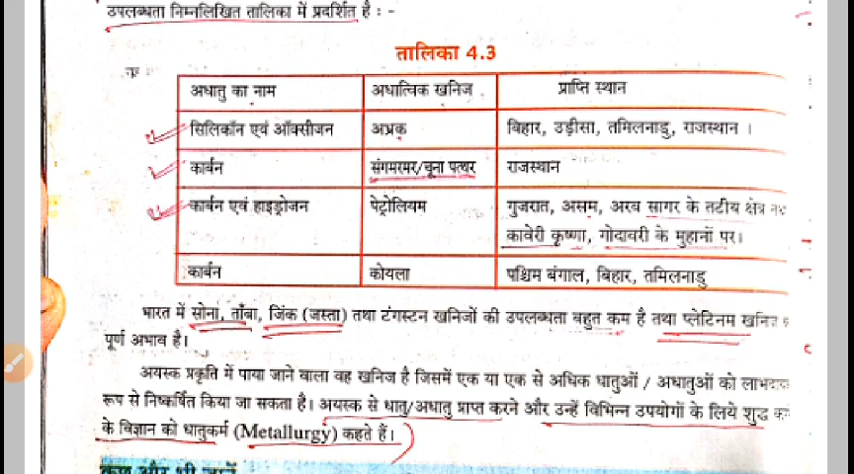 उपलब्धता निम्नलिखित तालिका में प्रदर्शित है : -
तालिका 4.3
अधातु का नाम अधात्विक खनिज प्राप्ति स्थान
सिलिकॉन एवं ऑक्सीजन अभ्रक बिहार, उड़ीसा, तमिलनाडु, राजस्थान ।
कार्बन संगमरमर/चूना पत्थर राजस्थान
कार्बन एवं हाइड्रोजन पेट्रोलियम गुजरात, असम, अरब सागर के तटीय क्षेत्र
कावेरी कृष्णा, गोदावरी के मुहानों पर।
कार्बन कोयला पश्चिम बंगाल, बिहार, तमिलनाडु
भारत में सोना, ताँबा, जिंक (जस्ता) तथा टंगस्टन खनिजों की उपलब्धता बहुत कम है तथा प्लेटिनम खनिज
पूर्ण अभाव है।
अयस्क प्रकृति में पाया जाने वाला वह खनिज है जिसमें एक या एक से अधिक धातुओं / अधातुओं को
रूप से निष्कर्षित किया जा सकता है। अयस्क से धातु/अधातु प्राप्त करने और उन्हें विभिन्न उपयोगों के लिये शुद्ध
के विज्ञान को धातुकर्म (Metallurgy) कहते हैं।
कुछ और भी जानें